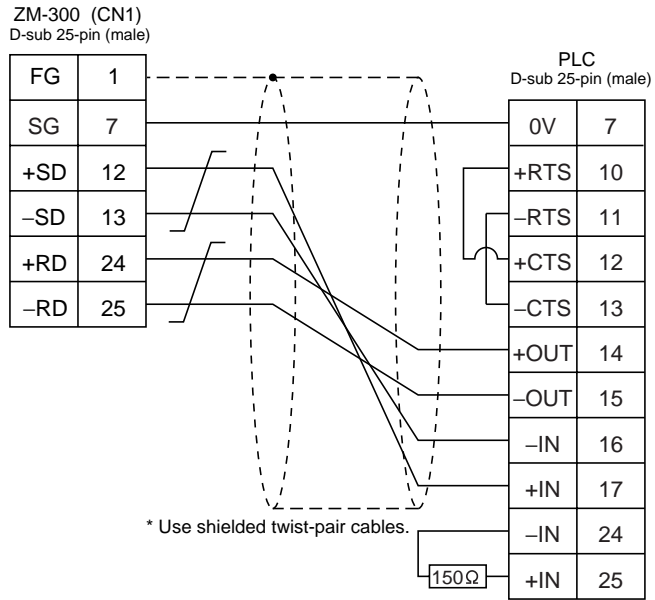 ZM-300 (CN1)
D-sub 25-pin (male)
FG 1
SG 7
+SD 12
−SD 13
+RD 24
−RD 25
PLC
D-sub 25-pin (male)
0V 7
+RTS 10
−RTS 11
+CTS 12
−CTS 13
+OUT 14
−OUT 15
−IN 16
+IN 17
−IN 24
+IN 25
* Use shielded twist-pair cables.
150Ω